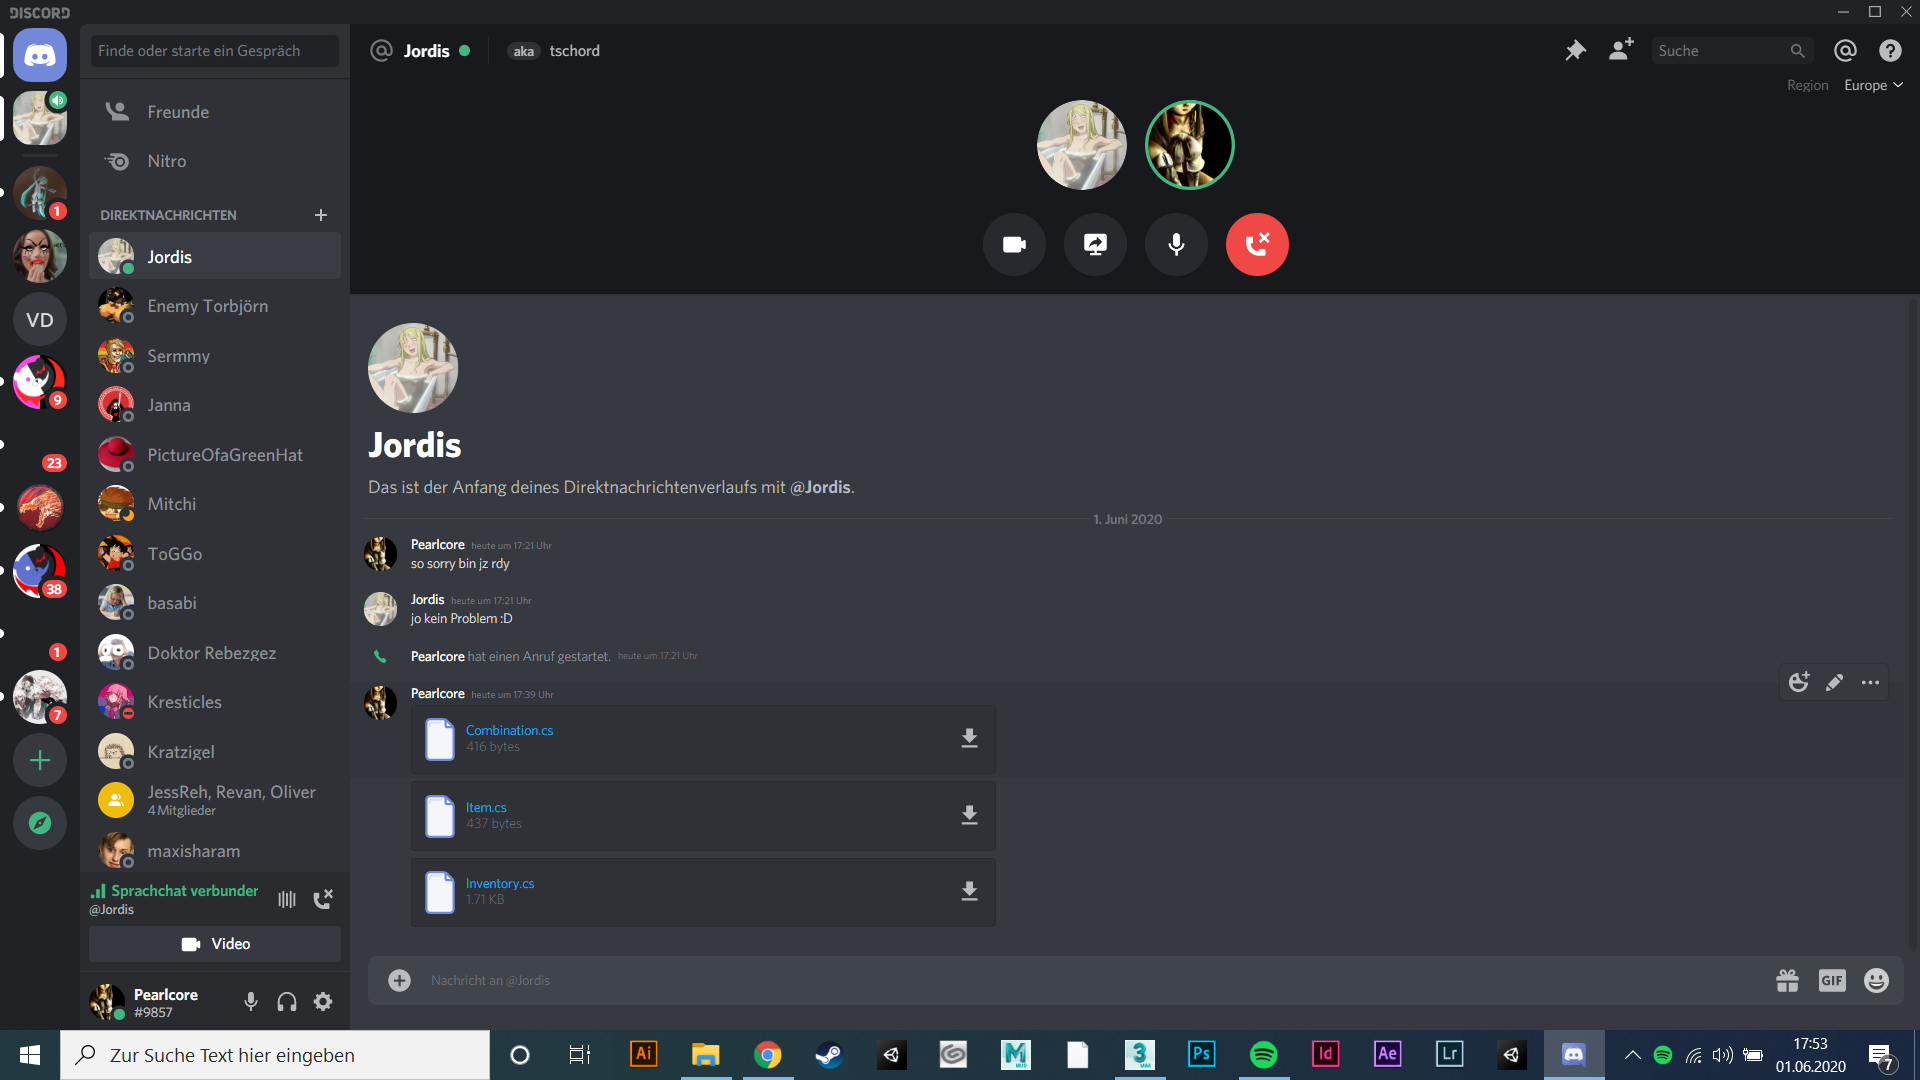 DISCORD
Finde oder starte ein Gespräch
Freunde
Nitro
DIREKTNACHRICHTEN
Jordis
Enemy Torbjörn
Sermmy
Janna
PictureOfaGreenHat
Mitchi
ToGGo
basabi
Doktor Rebezgez
Kresticles
Kratzigel
JessReh, Revan, Oliver
4 Mitglieder
maxisharam
Sprachchat verbunden
@Jordis
Video
Pearlcore
#9857
1
VD
9
23
38
1
7
Jordis
aka tschord
Suche
Region Europe
Jordis
Das ist der Anfang deines Direktnachrichtenverlaufs mit @Jordis.
1. Juni 2020
Pearlcore heute um 17:21 Uhr
so sorry bin jz rdy
Jordis heute um 17:21 Uhr
jo kein Problem :D
Pearlcore hat einen Anruf gestartet. heute um 17:21 Uhr
Pearlcore heute um 17:39 Uhr
Combination.cs
416 bytes
Item.cs
437 bytes
Inventory.cs
1.71 KB
Nachricht an @Jordis
GIF
Zur Suche Text hier eingeben
Ai
M
3
Ps
Id
Ae
Lr
17:53
01.06.2020
7